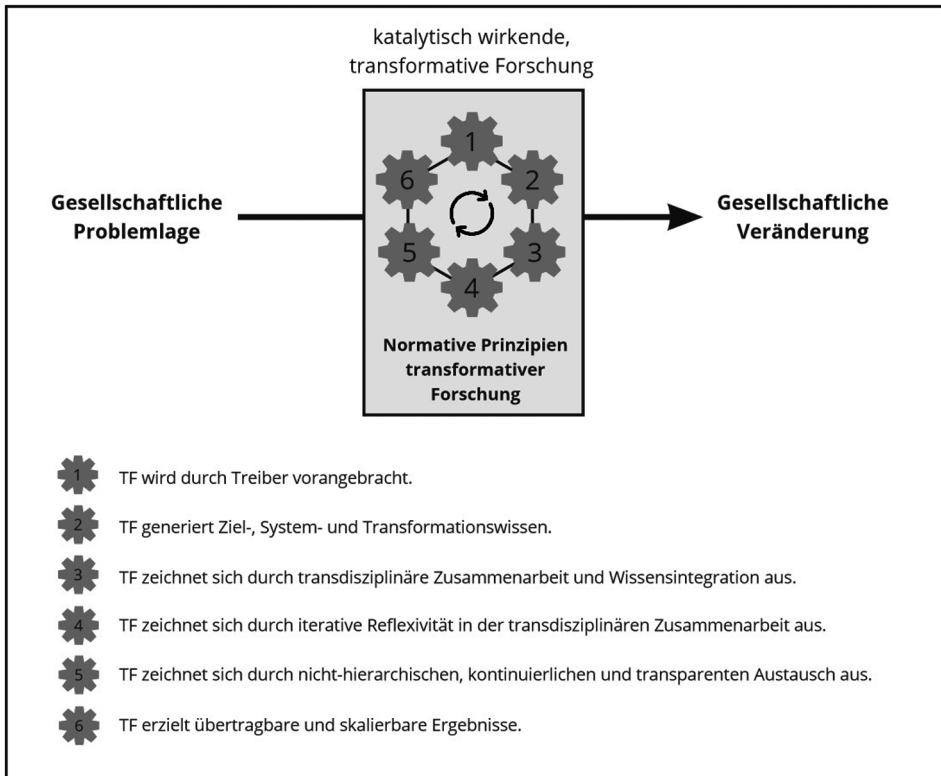 katalytisch wirkende,
transformative Forschung
1
6
2
Gesellschaftliche
Problemlage
Gesellschaftliche
Veränderung
5
3
4
Normative Prinzipien
transformativer
Forschung
1 TF wird durch Treiber vorangebracht.
2 TF generiert Ziel-, System- und Transformationswissen.
3 TF zeichnet sich durch transdisziplinäre Zusammenarbeit und Wissensintegration aus.
4 TF zeichnet sich durch iterative Reflexivität in der transdisziplinären Zusammenarbeit aus.
5 TF zeichnet sich durch nicht-hierarchischen, kontinuierlichen und transparenten Austausch aus.
6 TF erzielt übertragbare und skalierbare Ergebnisse.